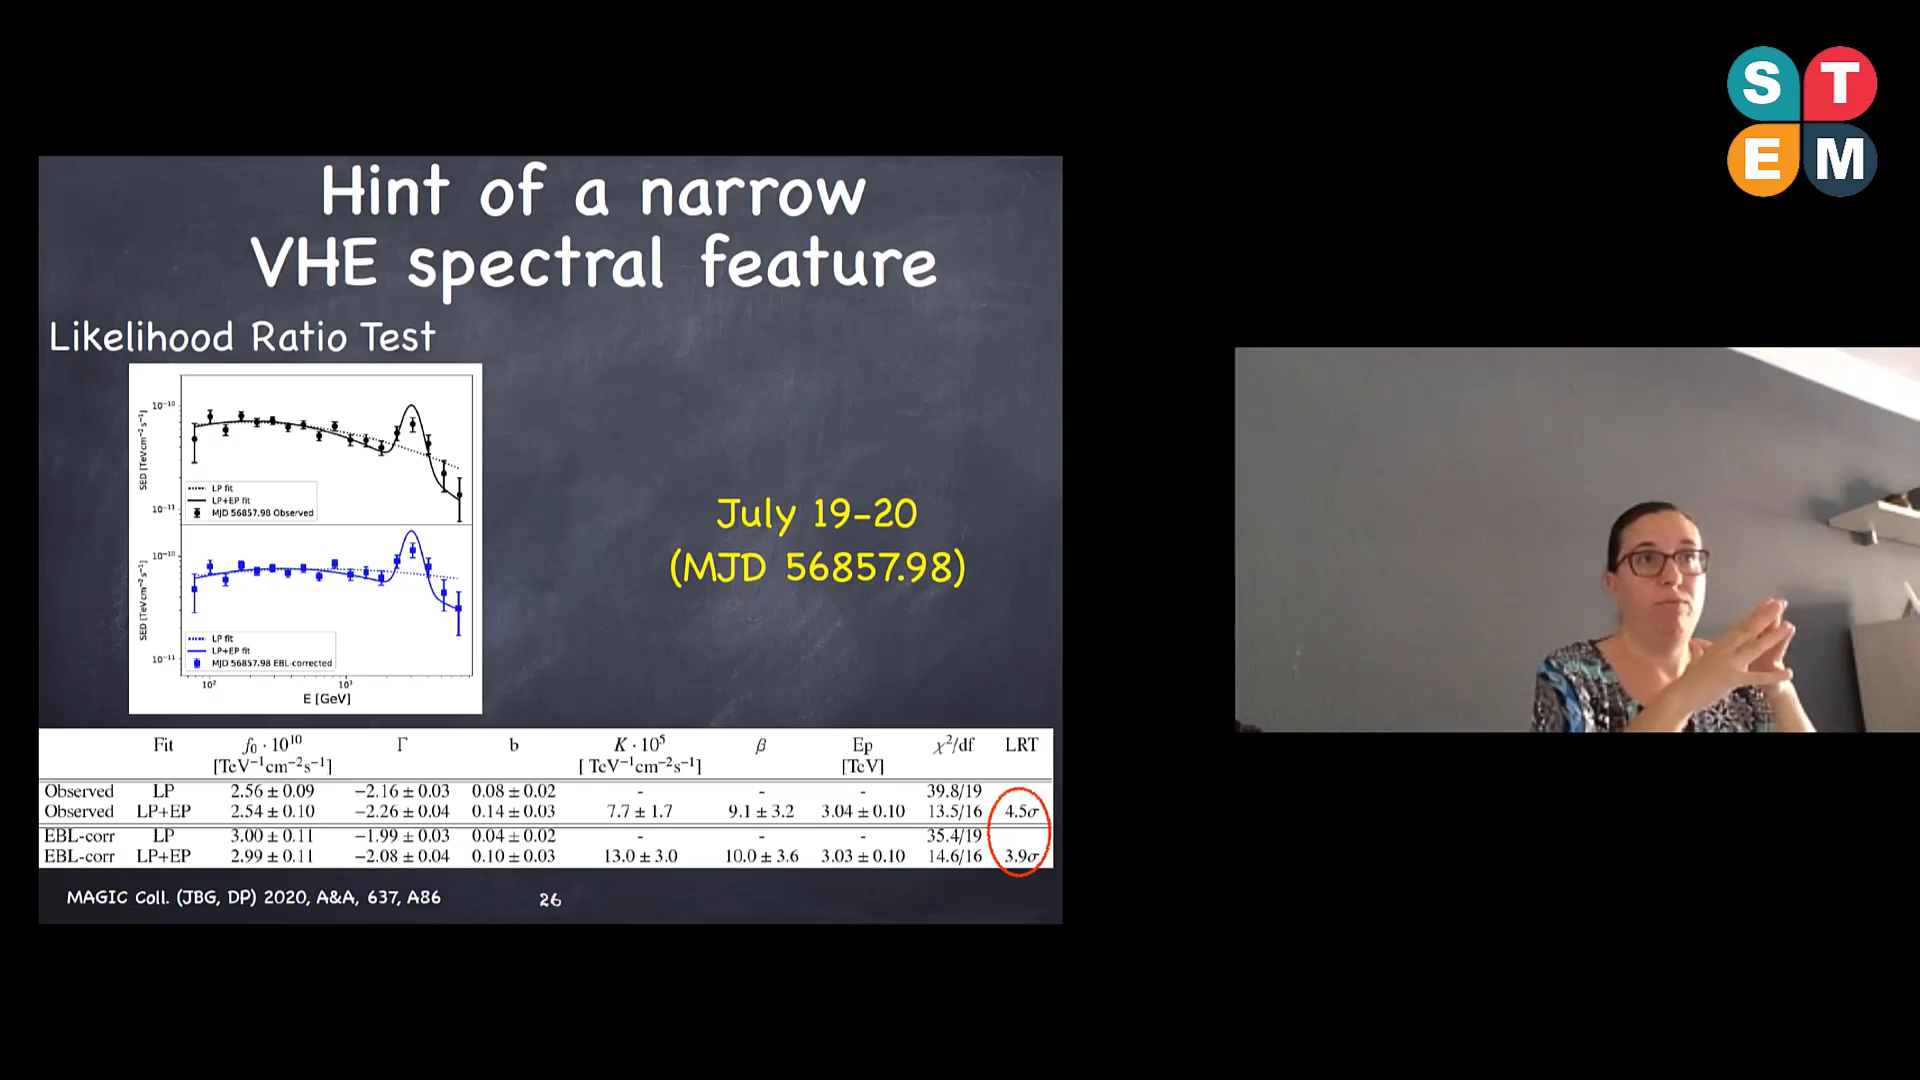 S T
E M
Hint of a narrow
VHE spectral feature
Likelihood Ratio Test
SED [TeV cm⁻² s⁻¹]
10⁻¹⁰
10⁻¹¹
LP fit
LP+EP fit
MJD 56857.98 Observed
SED [TeV cm⁻² s⁻¹]
10⁻¹⁰
10⁻¹¹
LP fit
LP+EP fit
MJD 56857.98 EBL-corrected
10² 10³
E [GeV]
July 19-20
(MJD 56857.98)
Fit f₀ · 10¹⁰ Γ b K · 10⁵ β Ep χ²/df LRT
[TeV⁻¹cm⁻²s⁻¹] [ TeV⁻¹cm⁻²s⁻¹] [TeV]
Observed LP 2.56 ± 0.09 −2.16 ± 0.03 0.08 ± 0.02 - - - 39.8/19
Observed LP+EP 2.54 ± 0.10 −2.26 ± 0.04 0.14 ± 0.03 7.7 ± 1.7 9.1 ± 3.2 3.04 ± 0.10 13.5/16 4.5σ
EBL-corr LP 3.00 ± 0.11 −1.99 ± 0.03 0.04 ± 0.02 - - - 35.4/19
EBL-corr LP+EP 2.99 ± 0.11 −2.08 ± 0.04 0.10 ± 0.03 13.0 ± 3.0 10.0 ± 3.6 3.03 ± 0.10 14.6/16 3.9σ
MAGIC Coll. (JBG, DP) 2020, A&A, 637, A86
26